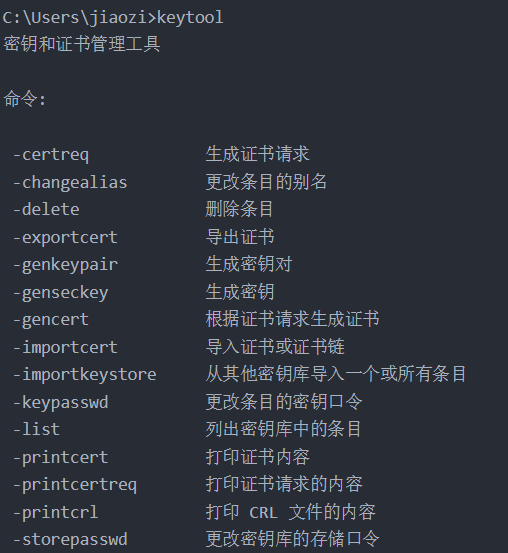 C:\Users\jiaozi>keytool
密钥和证书管理工具
命令:
-certreq 生成证书请求
-changealias 更改条目的别名
-delete 删除条目
-exportcert 导出证书
-genkeypair 生成密钥对
-genseckey 生成密钥
-gencert 根据证书请求生成证书
-importcert 导入证书或证书链
-importkeystore 从其他密钥库导入一个或所有条目
-keypasswd 更改条目的密钥口令
-list 列出密钥库中的条目
-printcert 打印证书内容
-printcertreq 打印证书请求的内容
-printcrl 打印 CRL 文件的内容
-storepasswd 更改密钥库的存储口令